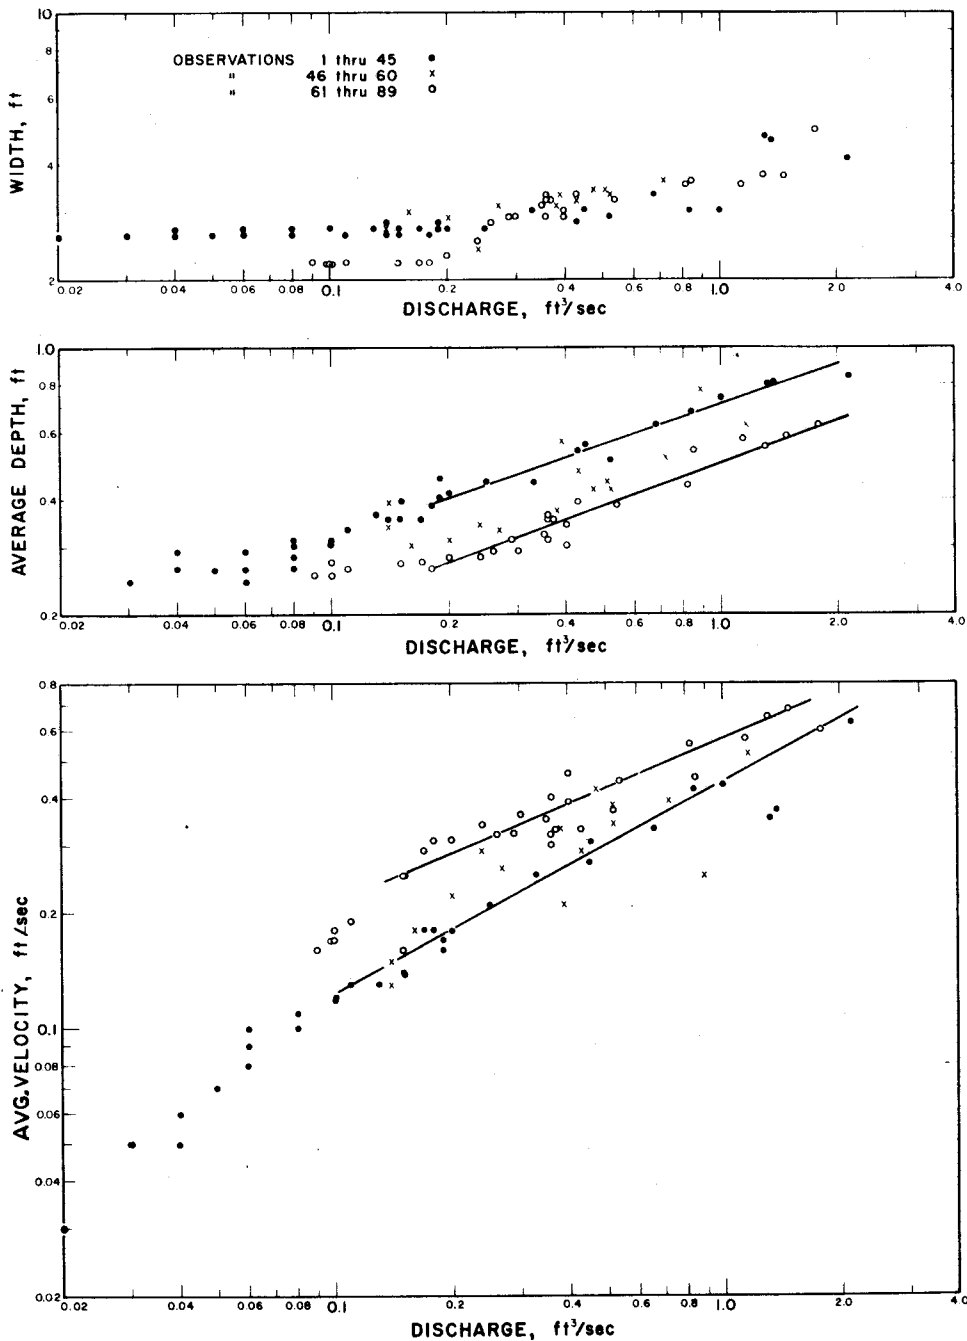 10
8
6
4
2
WIDTH, ft
OBSERVATIONS 1 thru 45 •
" 46 thru 60 x
" 61 thru 89 o
0.02 0.04 0.06 0.08 0.1 0.2 0.4 0.6 0.8 1.0 2.0 4.0
DISCHARGE, ft³/sec
1.0
0.8
0.6
0.4
0.2
AVERAGE DEPTH, ft
0.02 0.04 0.06 0.08 0.1 0.2 0.4 0.6 0.8 1.0 2.0 4.0
DISCHARGE, ft³/sec
0.8
0.6
0.4
0.2
0.1
0.08
0.06
0.04
0.02
AVG. VELOCITY, ft/sec
0.02 0.04 0.06 0.08 0.1 0.2 0.4 0.6 0.8 1.0 2.0 4.0
DISCHARGE, ft³/sec